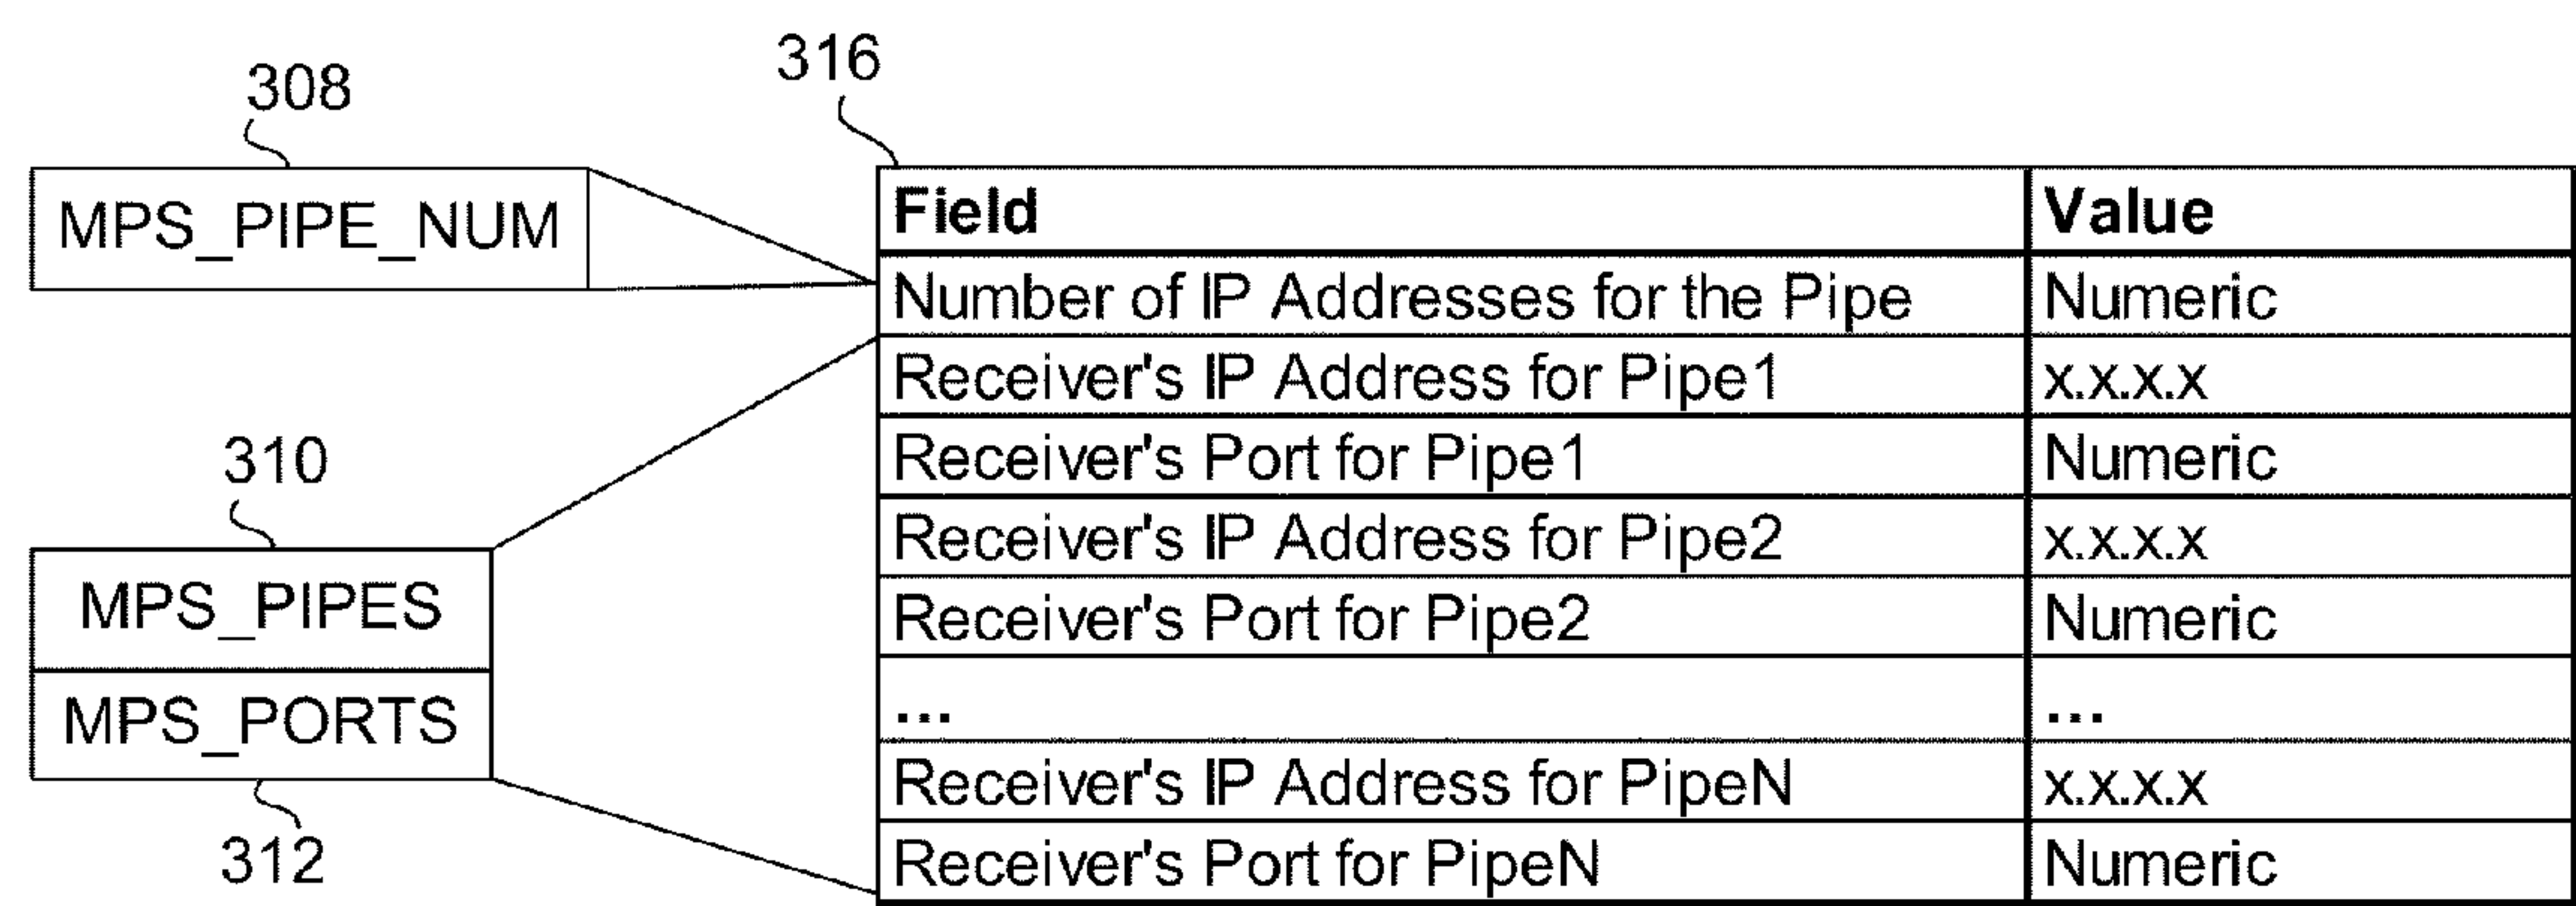 316
308
MPS_PIPE_NUM
Field Value
Number of IP Addresses for the Pipe Numeric
Receiver's IP Address for Pipe1 x.x.x.x
Receiver's Port for Pipe1 Numeric
310
Receiver's IP Address for Pipe2 x.x.x.x
MPS_PIPES
Receiver's Port for Pipe2 Numeric
MPS_PORTS
... ...
Receiver's IP Address for PipeN x.x.x.x
312
Receiver's Port for PipeN Numeric